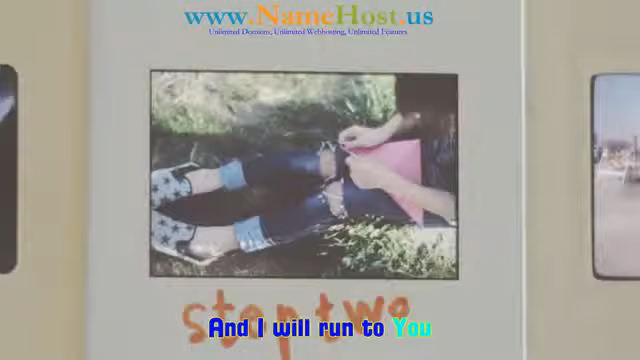 www.NameHost.us
Unlimited Domains, Unlimited Webhosting, Unlimited Features
step two
And I will run to You